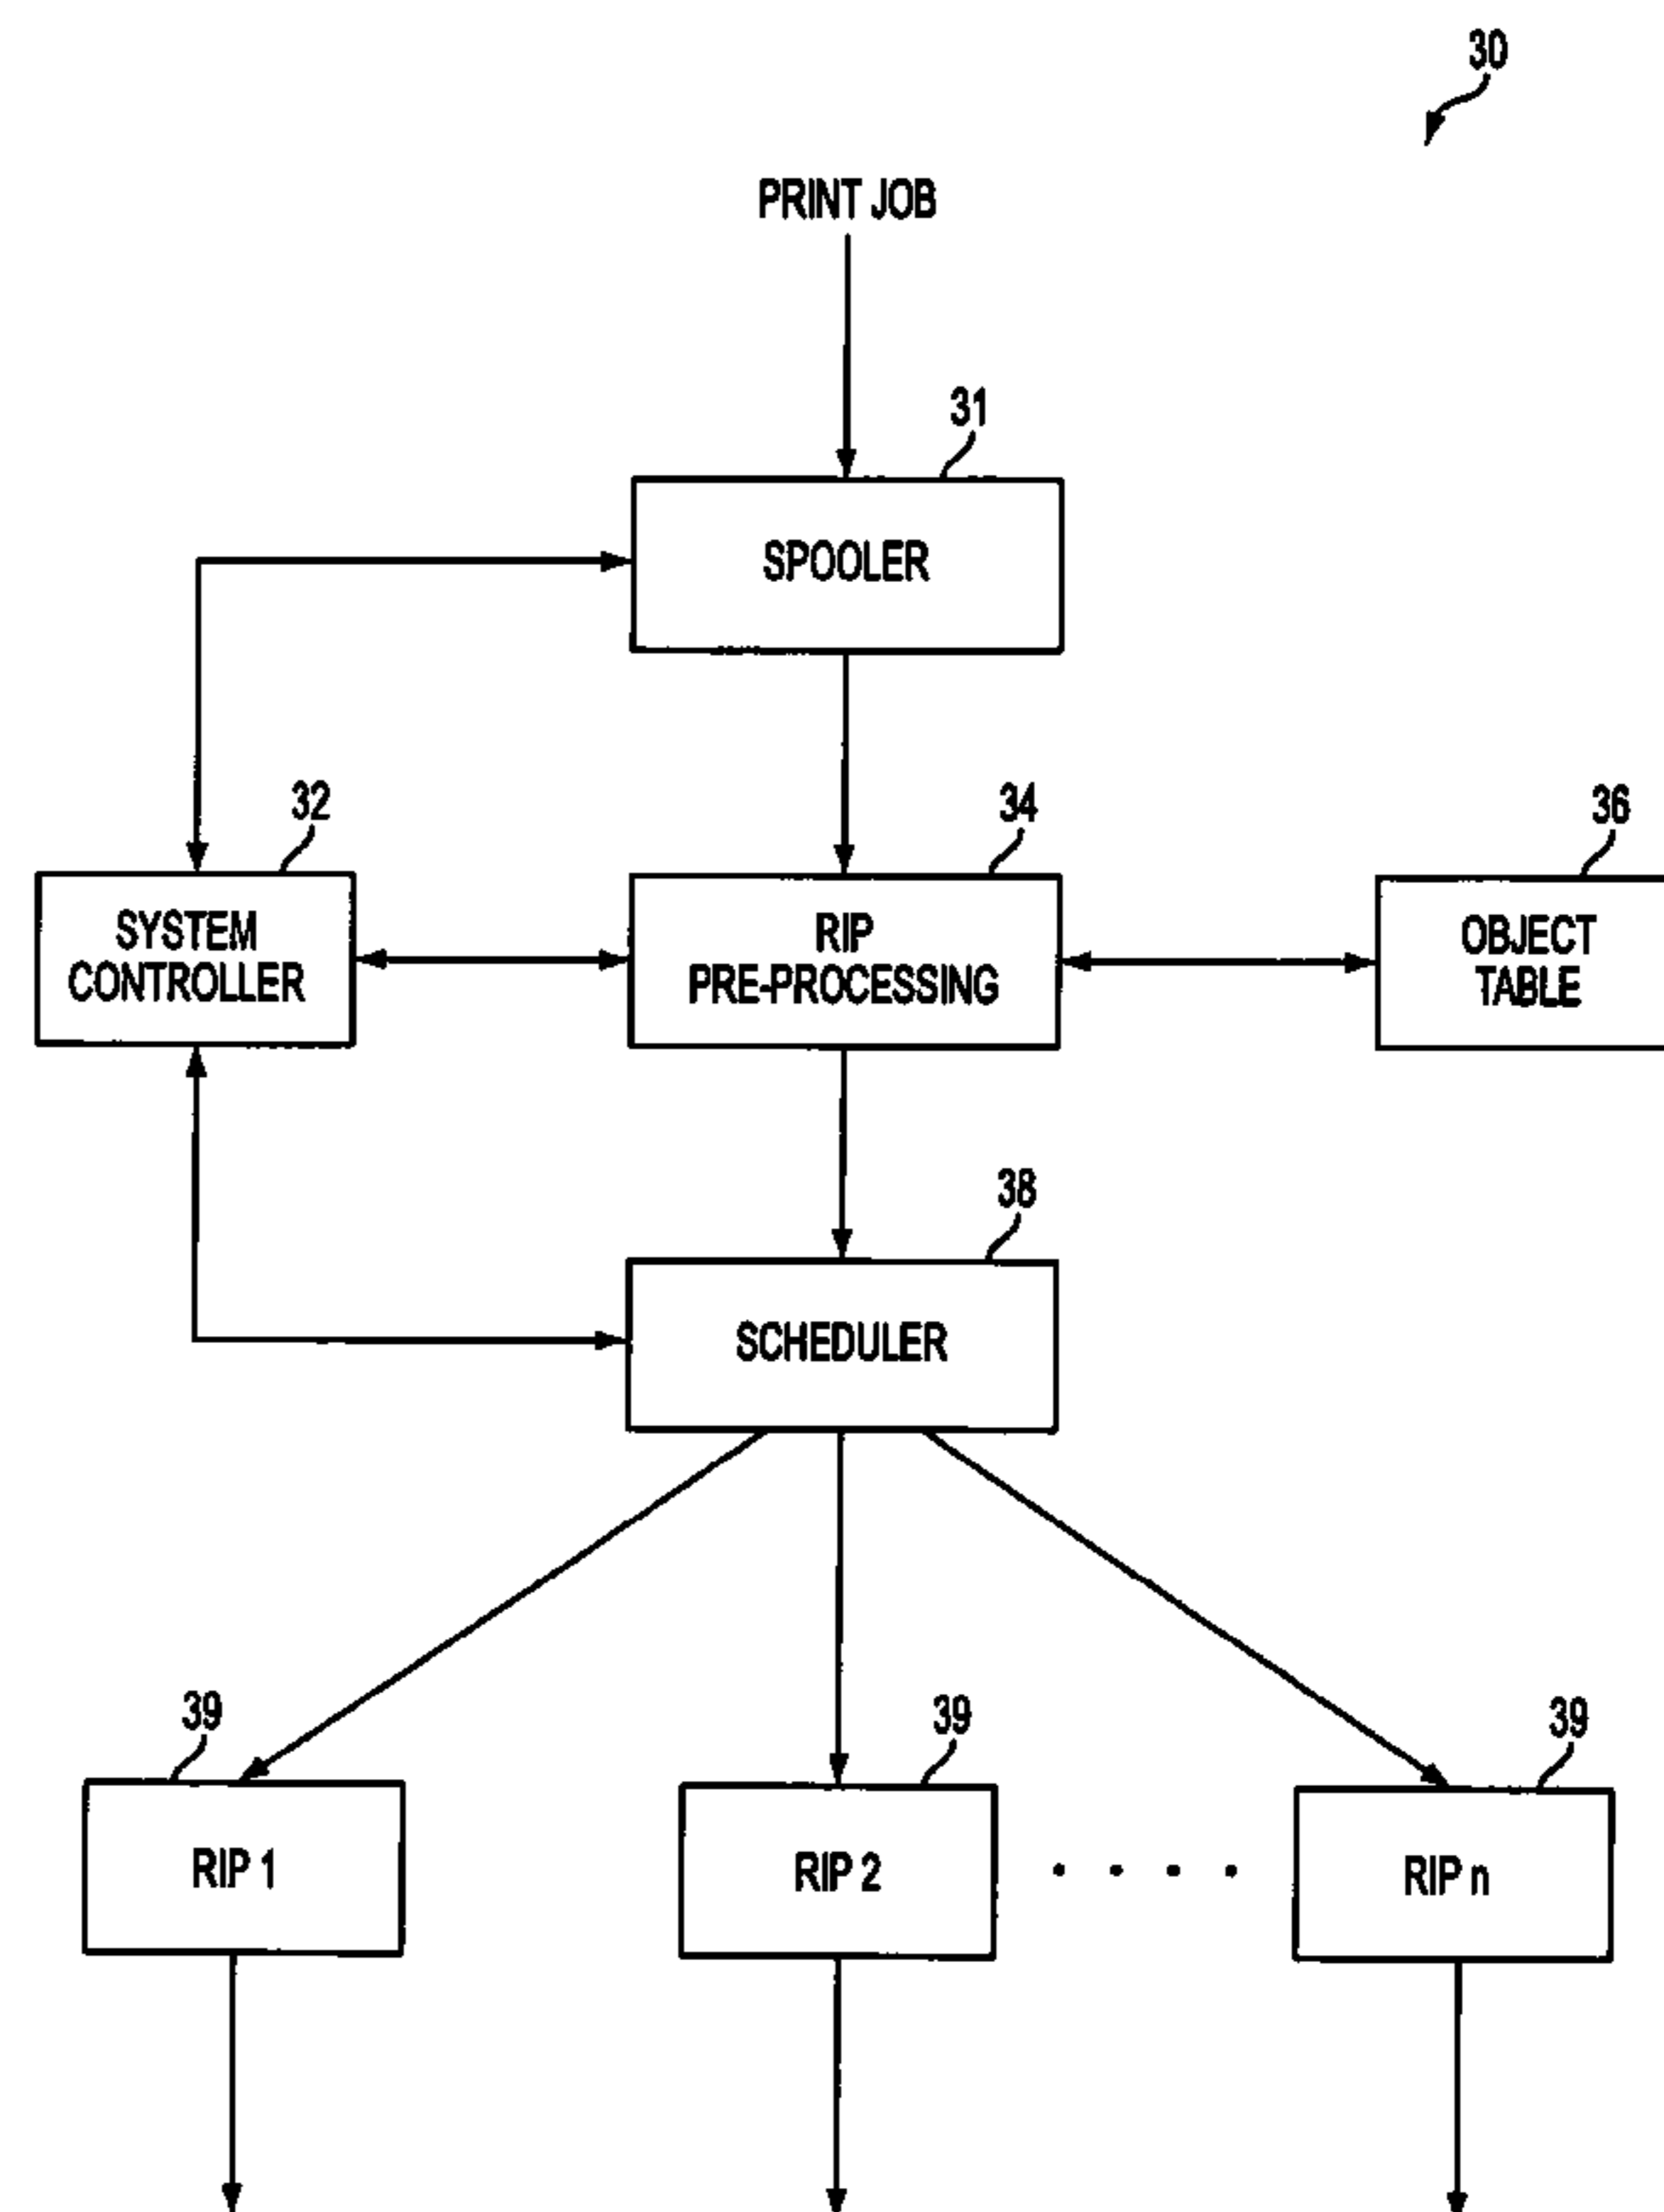 30
PRINT JOB
31
SPOOLER
32
34
36
SYSTEM
CONTROLLER
RIP
PRE-PROCESSING
OBJECT
TABLE
38
SCHEDULER
39
39
39
RIP 1
RIP 2
. . . .
RIP n